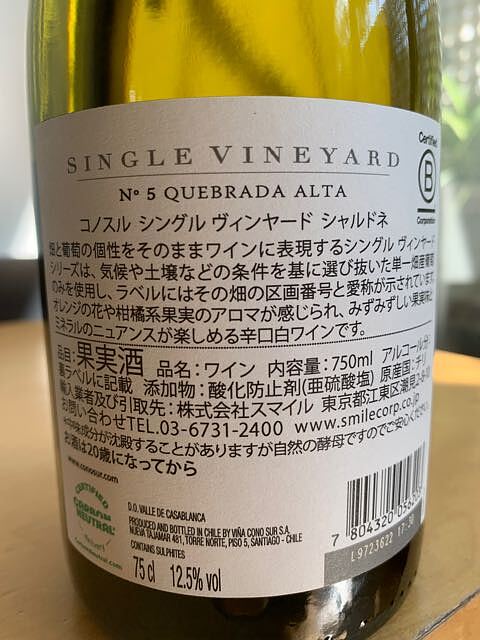 SINGLE VINEYARD
Nº 5 QUEBRADA ALTA
コノスル シングル ヴィンヤード シャルドネ
畑と葡萄の個性をそのままワインに表現するシングル ヴィンヤード
シリーズは、気候や土壌などの条件を基に選び抜いた単一畑産葡萄
のみを使用し、ラベルにはその畑の区画番号と愛称が示されています。
オレンジの花や柑橘系果実のアロマが感じられ、みずみずしい果実味と
ミネラルのニュアンスが楽しめる辛口白ワインです。
品目:果実酒 品名:ワイン 内容量:750ml アルコール分:
裏ラベルに記載 添加物:酸化防止剤(亜硫酸塩) 原産国:チリ
輸入業者及び引取先:株式会社スマイル 東京都江東区潮見2-8-10
お問い合わせTEL.03-6731-2400 www.smilecorp.co.jp
※中味成分が沈殿することがありますが自然の酵母ですのでご安心
お酒は20歳になってから
www.conosur.com
CERTIFIED
CARBON
NEUTRAL
D.O. VALLE DE CASABLANCA
PRODUCED AND BOTTLED IN CHILE BY VIÑA CONO SUR S.A.
NUEVA TAJAMAR 481, TORRE NORTE, PISO 5, SANTIAGO - CHILE
CONTAINS SULPHITES
75 cl 12.5% vol
Certified
B
Corporation
7 804320
L9723622 17:30